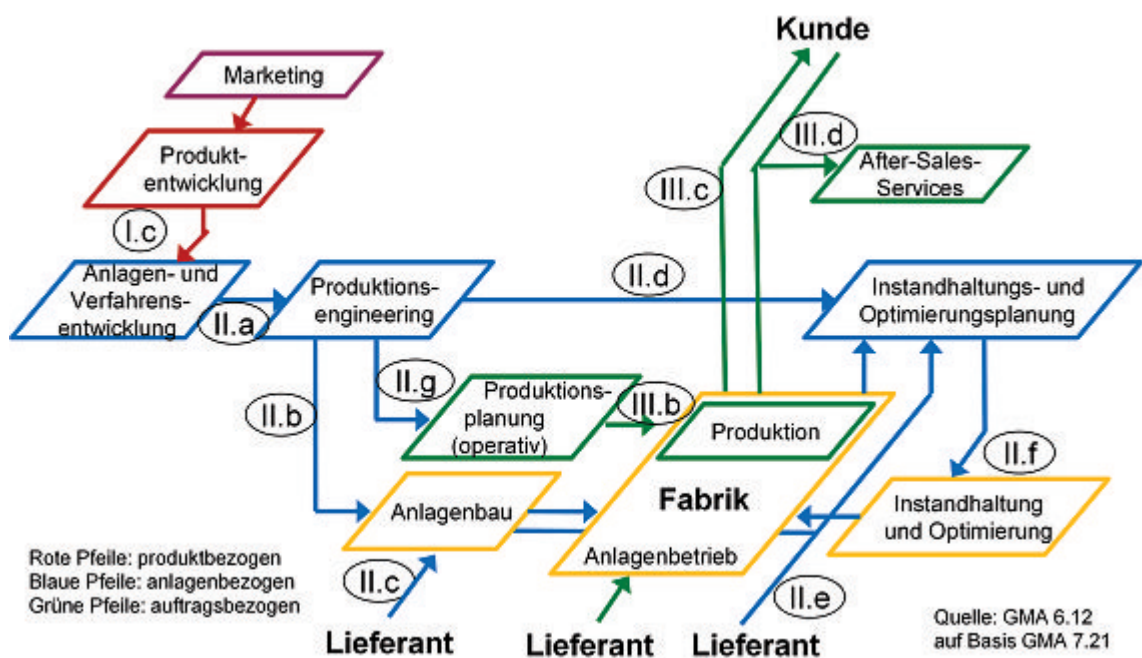 Kunde
Marketing
Produkt-
entwicklung
I.c
III.c
III.d
After-Sales-
Services
Anlagen- und
Verfahrens-
entwicklung
II.a
Produktions-
engineering
II.d
Instandhaltungs- und
Optimierungsplanung
II.b
II.g
Produktions-
planung
(operativ)
III.b
Produktion
II.f
Anlagenbau
Fabrik
Anlagenbetrieb
Instandhaltung
und Optimierung
Rote Pfeile: produktbezogen
Blaue Pfeile: anlagenbezogen
Grüne Pfeile: auftragsbezogen
II.c
II.e
Lieferant
Lieferant
Lieferant
Quelle: GMA 6.12
auf Basis GMA 7.21